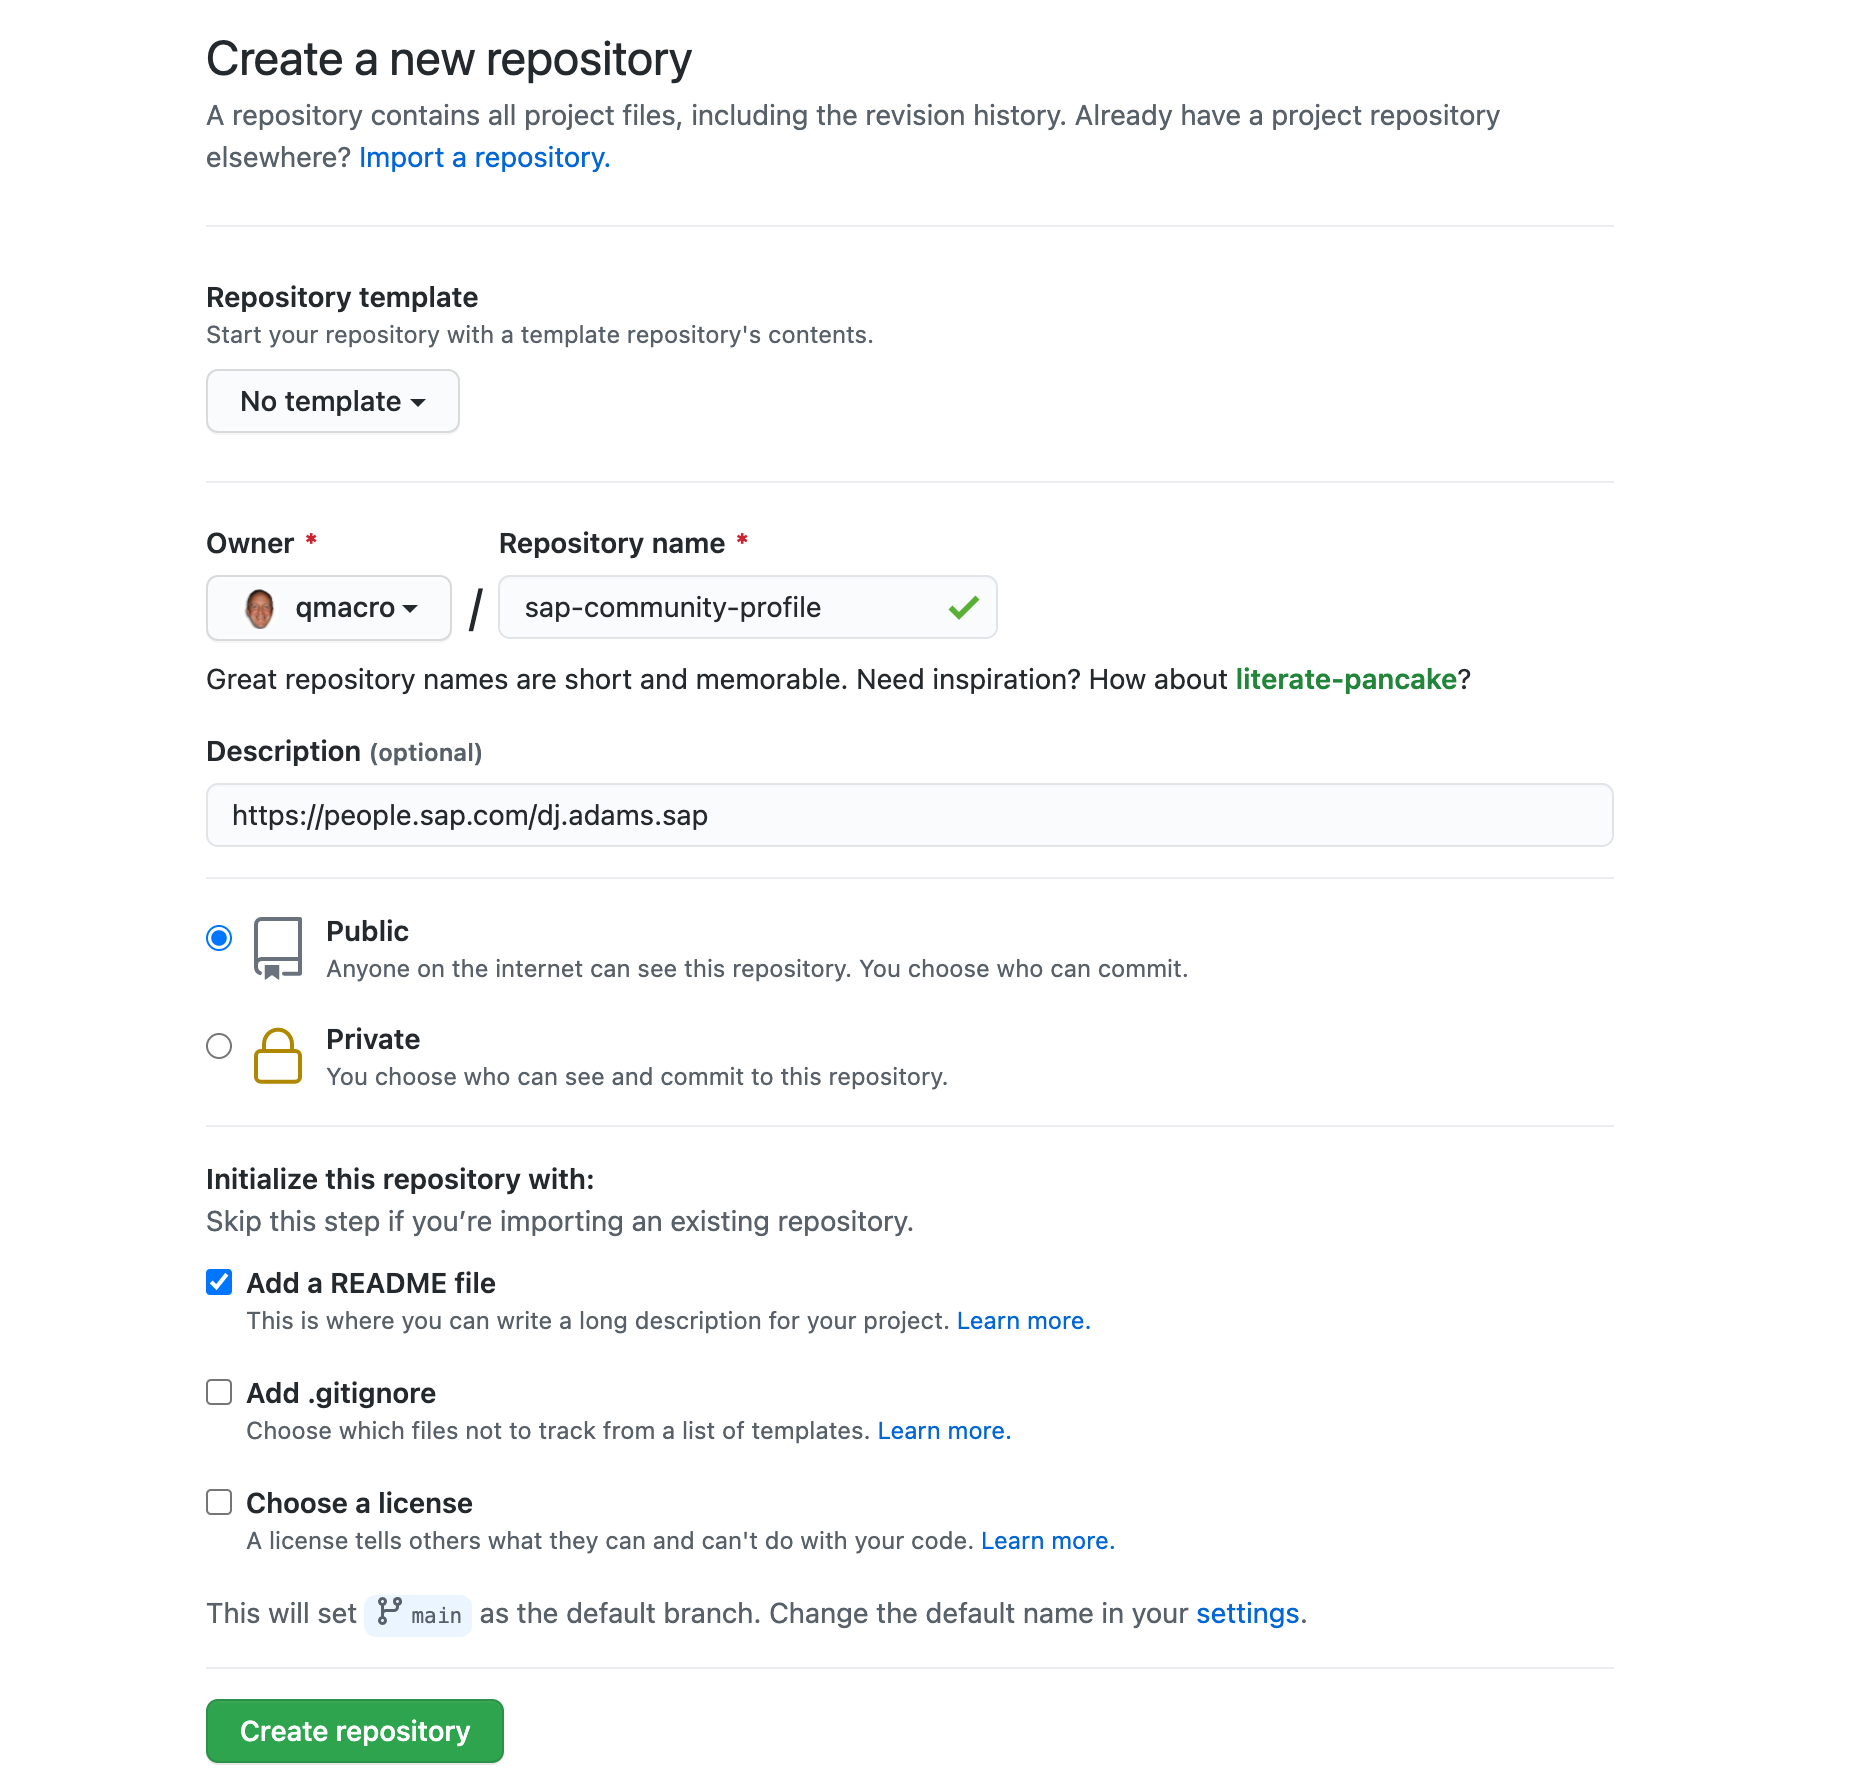 Create a new repository
A repository contains all project files, including the revision history. Already have a project repository
elsewhere? Import a repository.
Repository template
Start your repository with a template repository's contents.
No template
Owner * Repository name *
qmacro / sap-community-profile
Great repository names are short and memorable. Need inspiration? How about literate-pancake?
Description (optional)
https://people.sap.com/dj.adams.sap
Public
Anyone on the internet can see this repository. You choose who can commit.
Private
You choose who can see and commit to this repository.
Initialize this repository with:
Skip this step if you’re importing an existing repository.
Add a README file
This is where you can write a long description for your project. Learn more.
Add .gitignore
Choose which files not to track from a list of templates. Learn more.
Choose a license
A license tells others what they can and can't do with your code. Learn more.
This will set main as the default branch. Change the default name in your settings.
Create repository